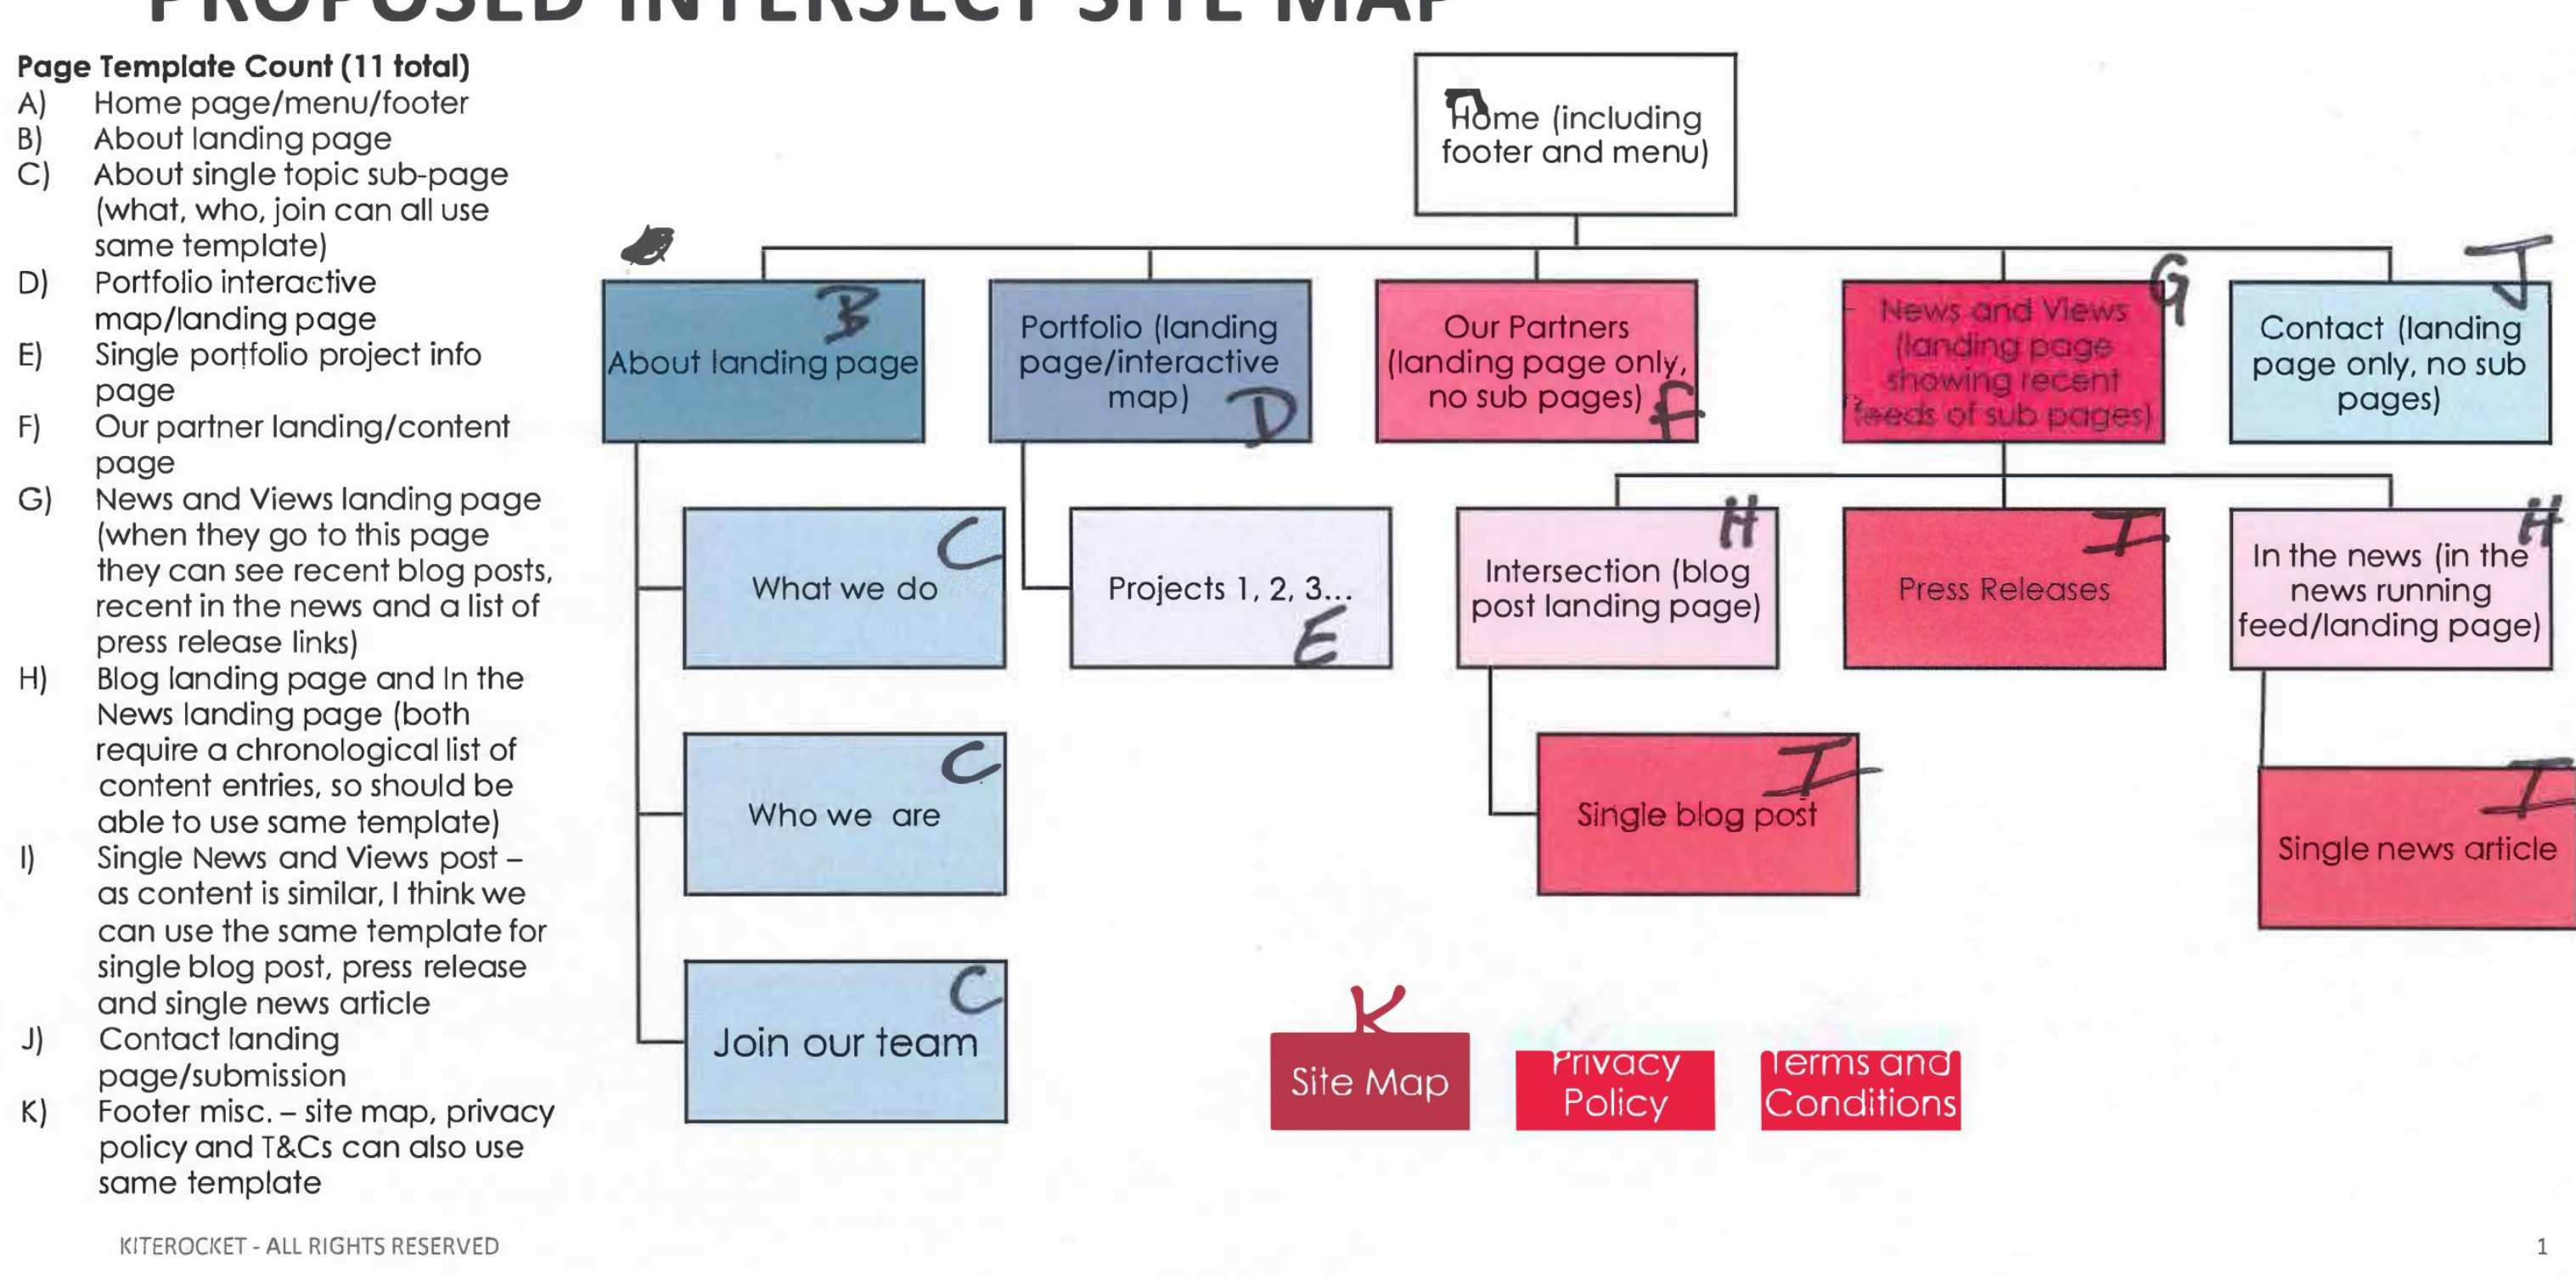 PROPOSED INTERSECT SITE MAP
Page Template Count (11 total)
A) Home page/menu/footer
B) About landing page
C) About single topic sub-page
(what, who, join can all use
same template)
D) Portfolio interactive
map/landing page
E) Single portfolio project info
page
F) Our partner landing/content
page
G) News and Views landing page
(when they go to this page
they can see recent blog posts,
recent in the news and a list of
press release links)
H) Blog landing page and In the
News landing page (both
require a chronological list of
content entries, so should be
able to use same template)
I) Single News and Views post –
as content is similar, I think we
can use the same template for
single blog post, press release
and single news article
J) Contact landing
page/submission
K) Footer misc. – site map, privacy
policy and T&Cs can also use
same template
Home (including
footer and menu)
B
About landing page
Portfolio (landing
page/interactive
map)
D
Our Partners
(landing page only,
no sub pages)
F
G
News and Views
(landing page
showing recent
feeds of sub pages)
J
Contact (landing
page only, no sub
pages)
C
What we do
C
Who we are
C
Join our team
Projects 1, 2, 3...
E
H
Intersection (blog
post landing page)
I
Press Releases
H
In the news (in the
news running
feed/landing page)
I
Single blog post
I
Single news article
K
Site Map
Privacy
Policy
Terms and
Conditions
KITEROCKET - ALL RIGHTS RESERVED
1